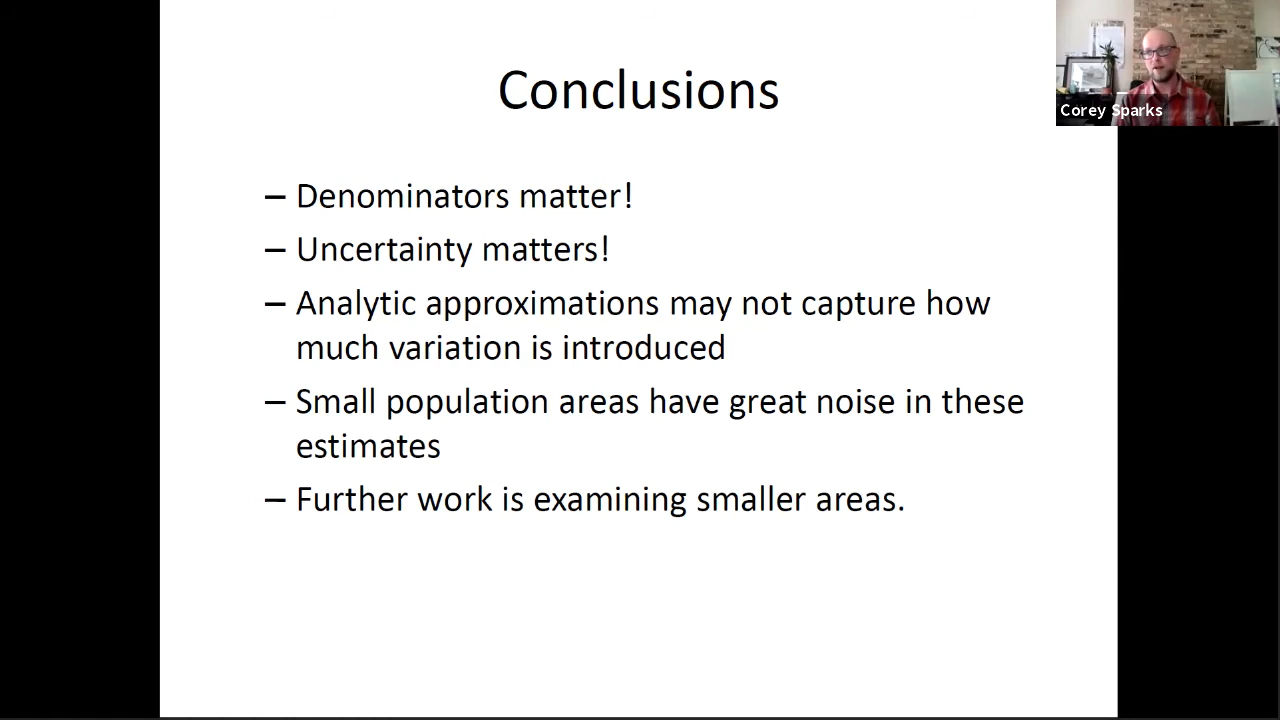 Conclusions
Corey Sparks
– Denominators matter!
– Uncertainty matters!
– Analytic approximations may not capture how
much variation is introduced
– Small population areas have great noise in these
estimates
– Further work is examining smaller areas.